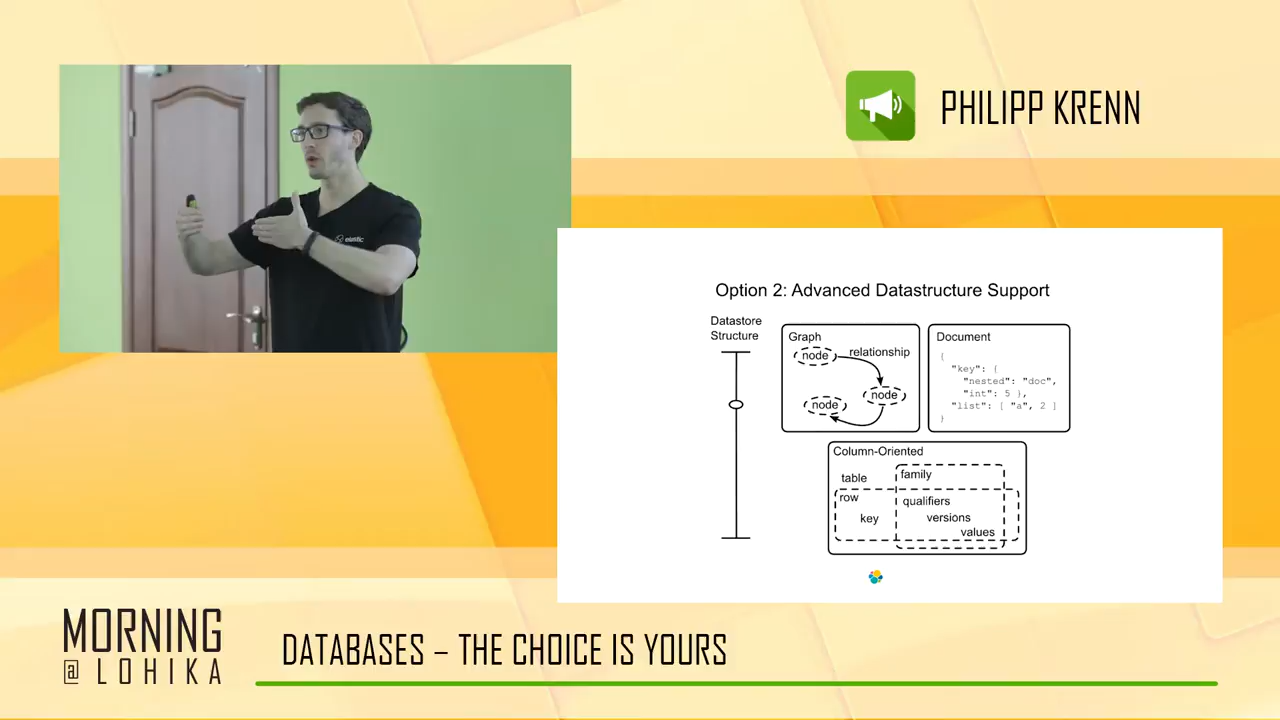 PHILIPP KRENN
elastic
Option 2: Advanced Datastructure Support
Datastore
Structure
Graph
node
relationship
node
node
Document
{
"key": {
"nested": "doc",
"int": 5 },
"list": [ "a", 2 ]
}
Column-Oriented
table
family
row
qualifiers
key
versions
values
MORNING
@ LOHIKA
DATABASES – THE CHOICE IS YOURS